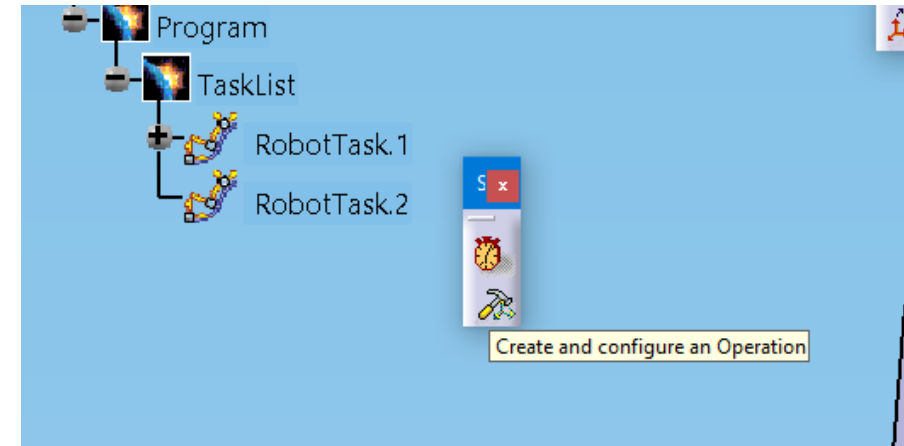 Program
TaskList
RobotTask.1
RobotTask.2
S x
Create and configure an Operation